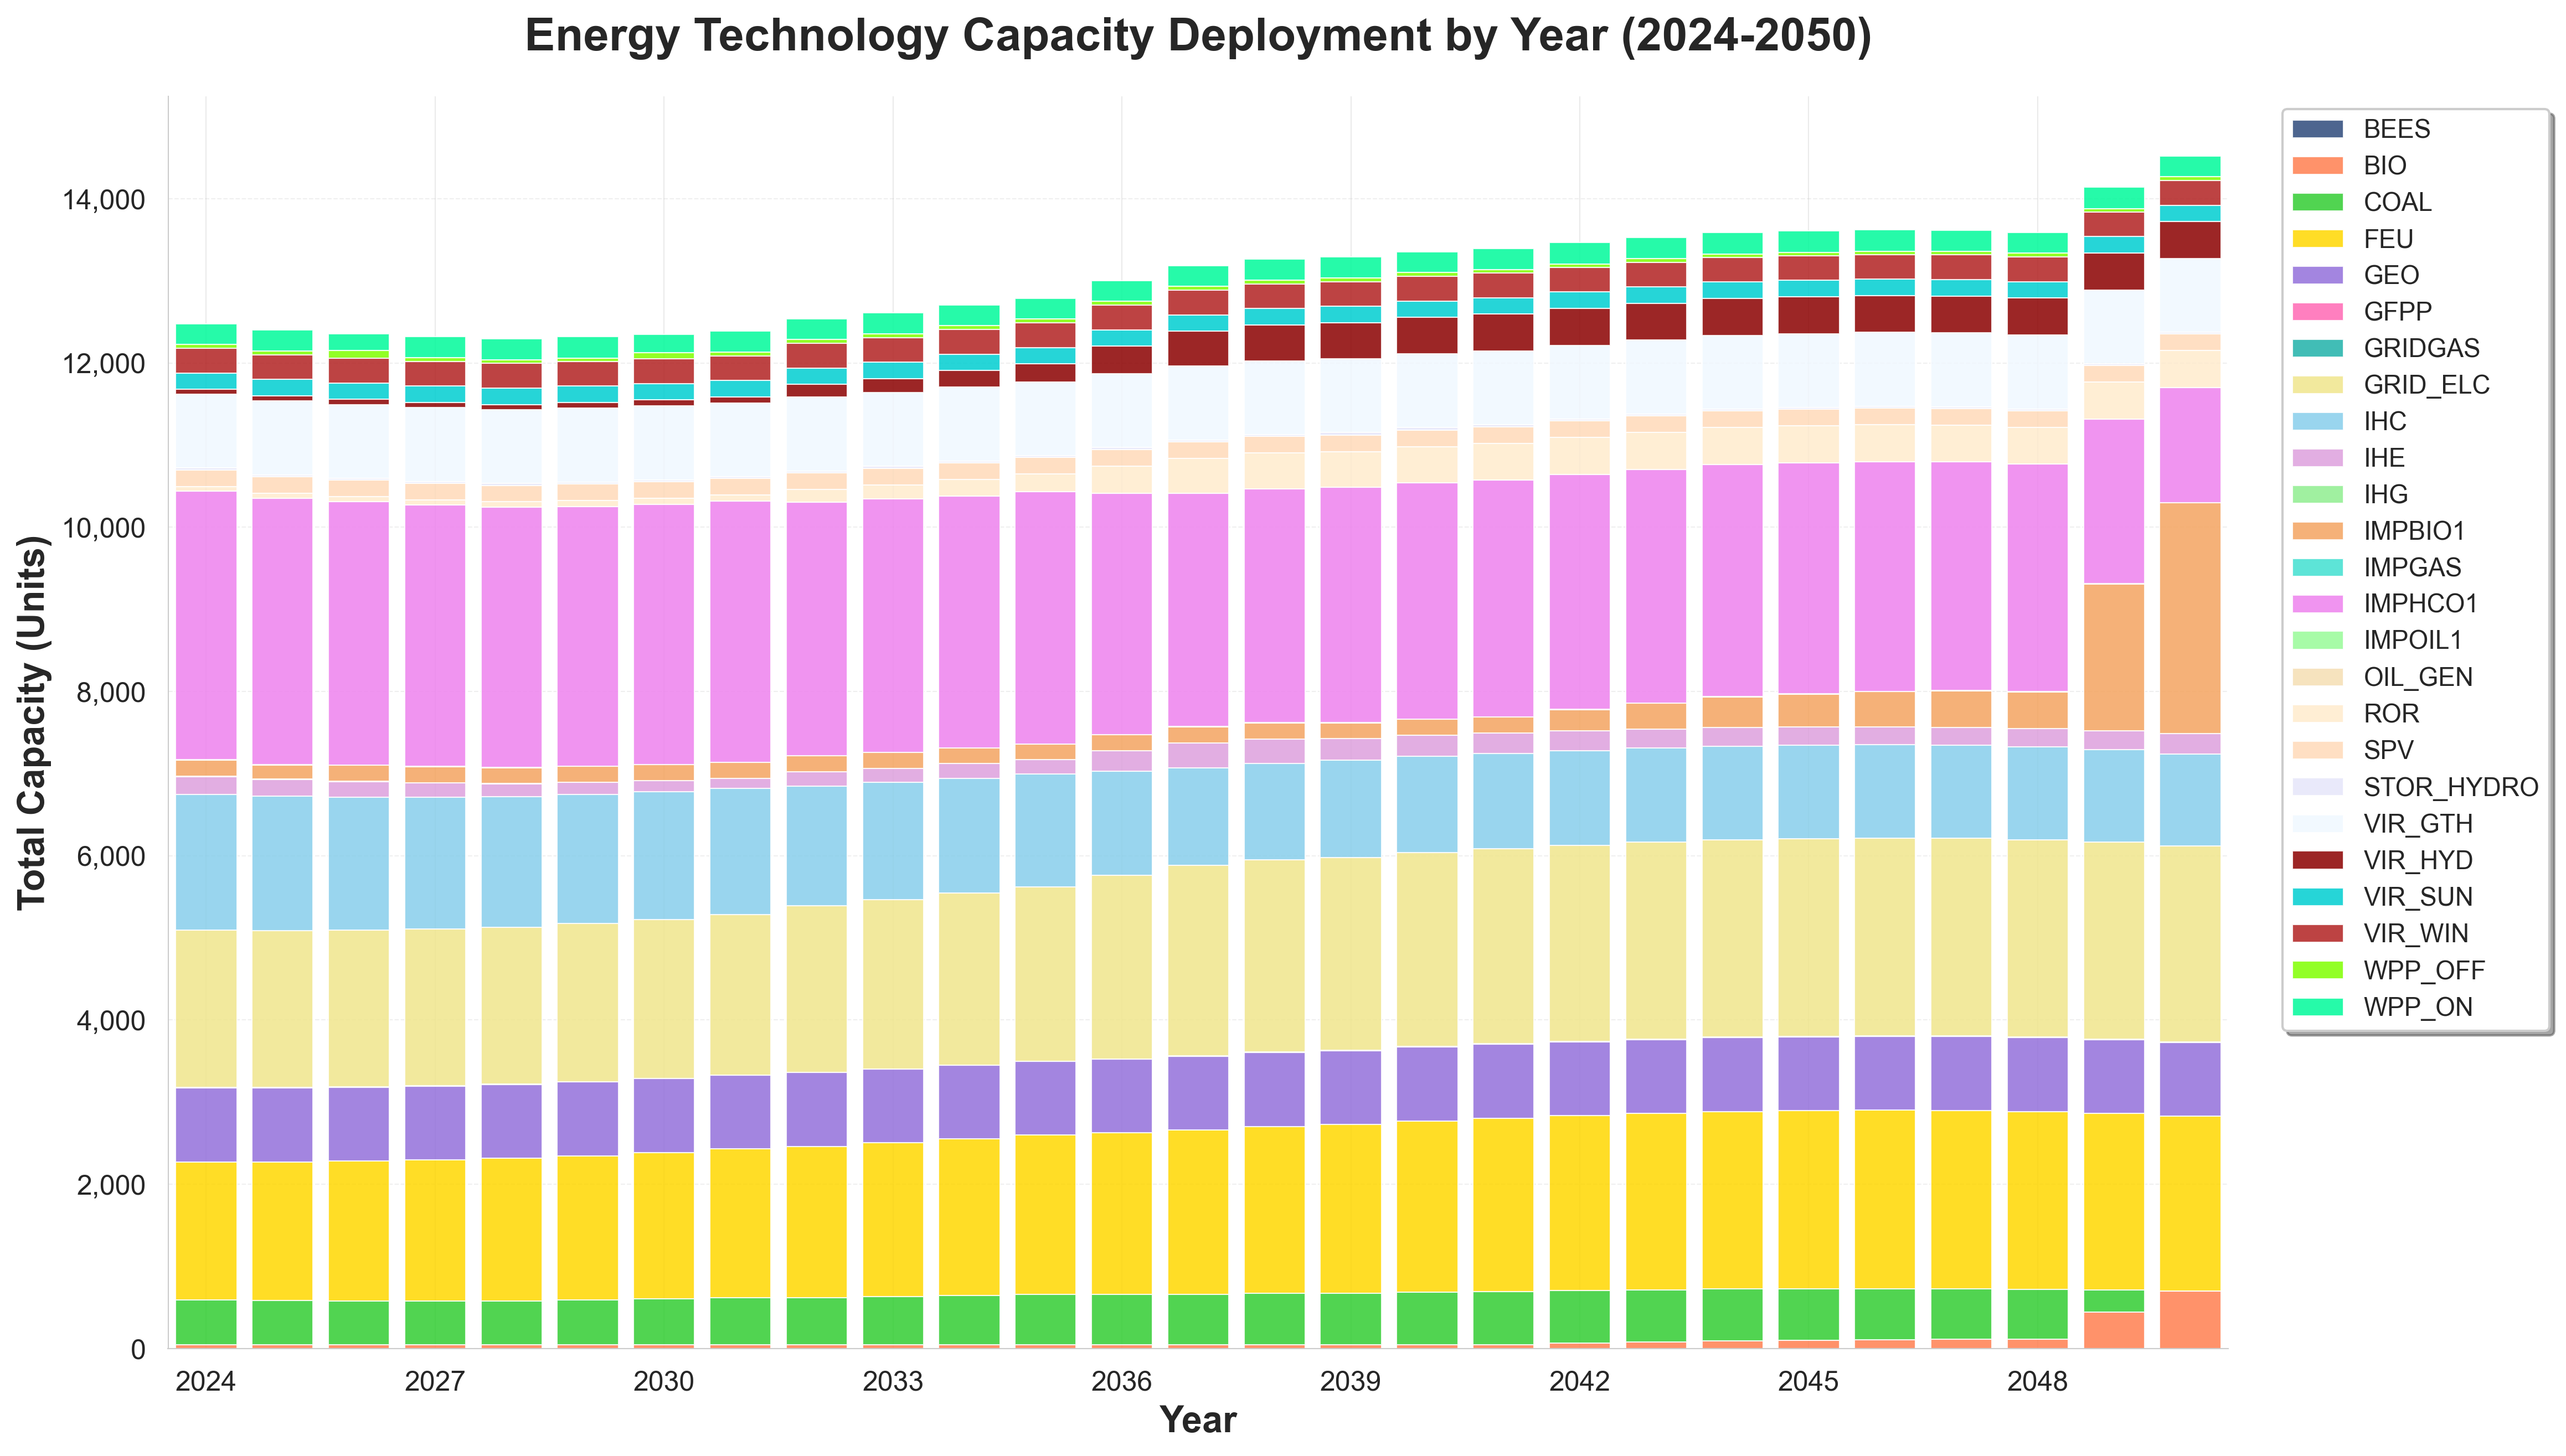 Energy Technology Capacity Deployment by Year (2024-2050)
Total Capacity (Units)
14,000
12,000
10,000
8,000
6,000
4,000
2,000
0
2024 2027 2030 2033 2036 2039 2042 2045 2048
Year
BEES
BIO
COAL
FEU
GEO
GFPP
GRIDGAS
GRID_ELC
IHC
IHE
IHG
IMPBIO1
IMPGAS
IMPHCO1
IMPOIL1
OIL_GEN
ROR
SPV
STOR_HYDRO
VIR_GTH
VIR_HYD
VIR_SUN
VIR_WIN
WPP_OFF
WPP_ON